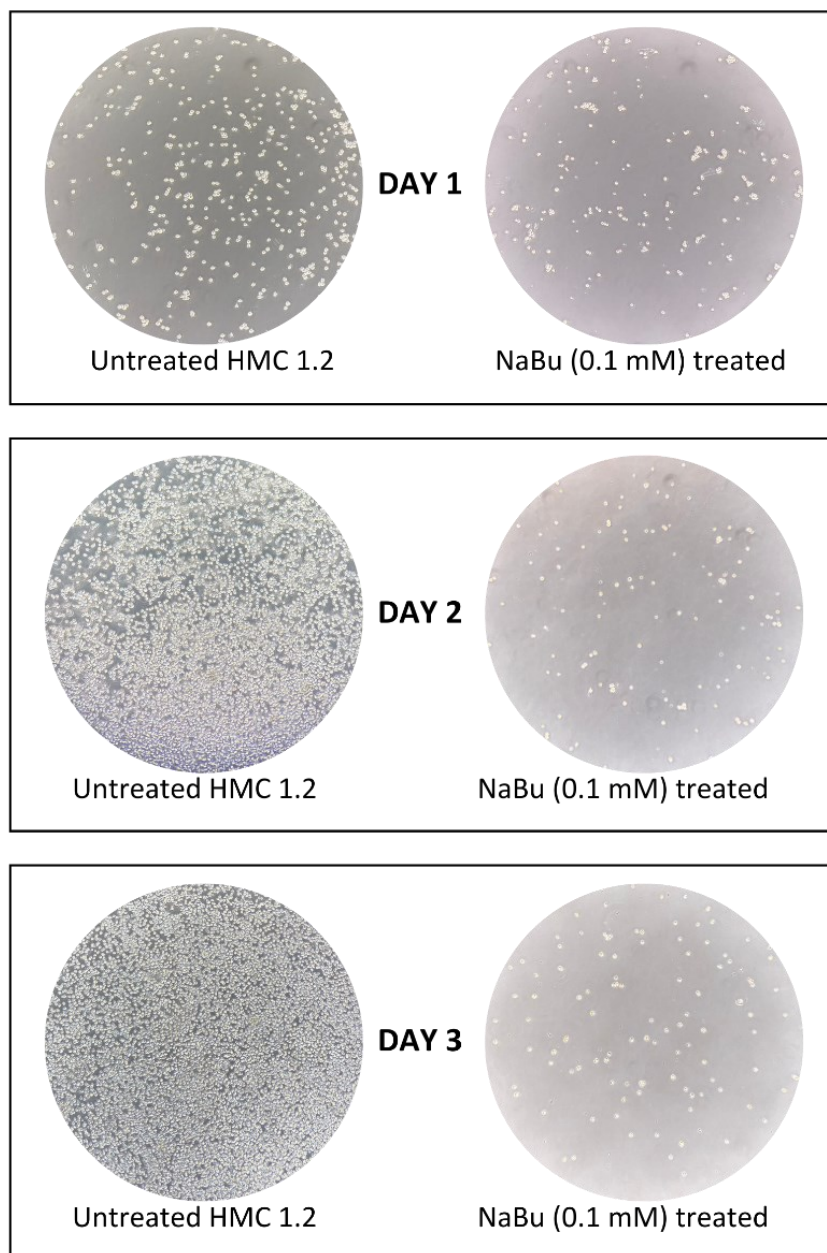 DAY 1
Untreated HMC 1.2
NaBu (0.1 mM) treated
DAY 2
Untreated HMC 1.2
NaBu (0.1 mM) treated
DAY 3
Untreated HMC 1.2
NaBu (0.1 mM) treated